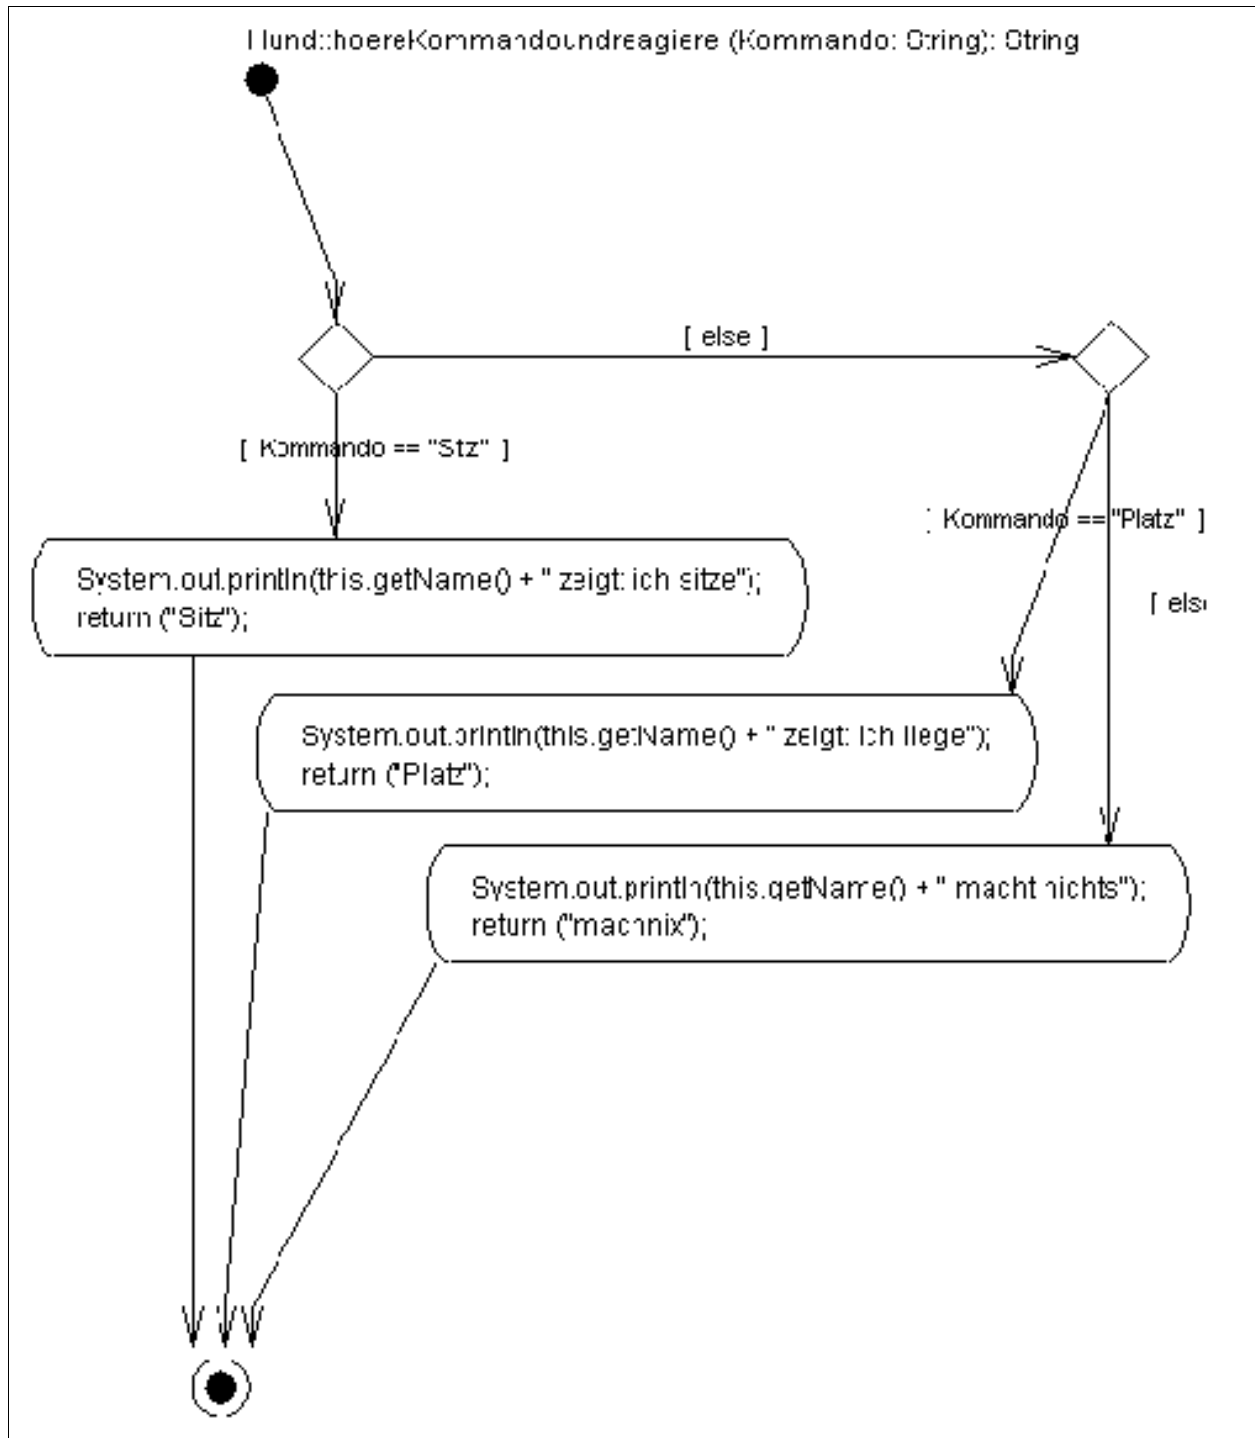 Hund::hoereKommandoundreagiere (Kommando: String): String
[ else ]
[ Kommando == "Sitz" ]
[ Kommando == "Platz" ]
System.out.println(this.getName() + " zeigt: ich sitze");
return ("Sitz");
[ els
System.out.println(this.getName() + " zeigt: ich liege");
return ("Platz");
System.out.println(this.getName() + " macht nichts");
return ("machnix");